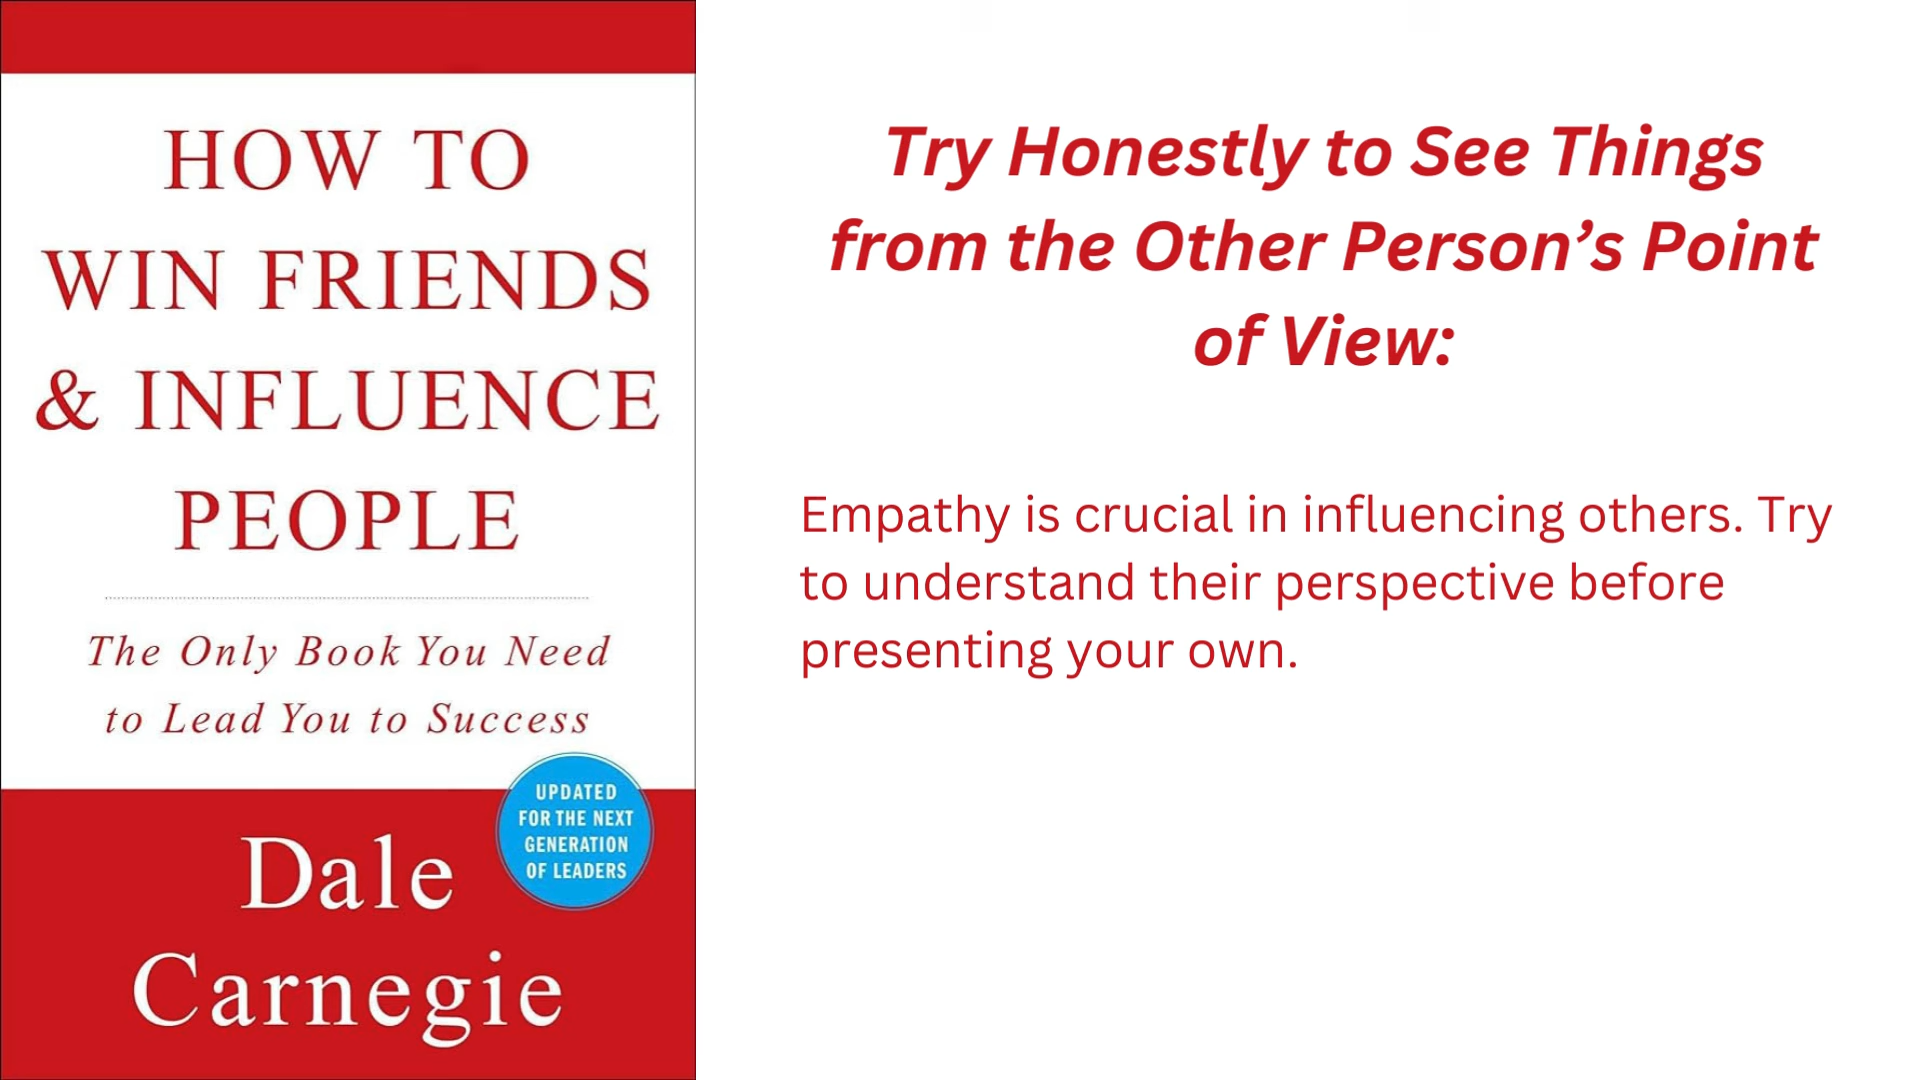 HOW TO
WIN FRIENDS
& INFLUENCE
PEOPLE
The Only Book You Need
to Lead You to Success
UPDATED
FOR THE NEXT
GENERATION
OF LEADERS
Dale
Carnegie
Try Honestly to See Things
from the Other Person’s Point
of View:
Empathy is crucial in influencing others. Try
to understand their perspective before
presenting your own.